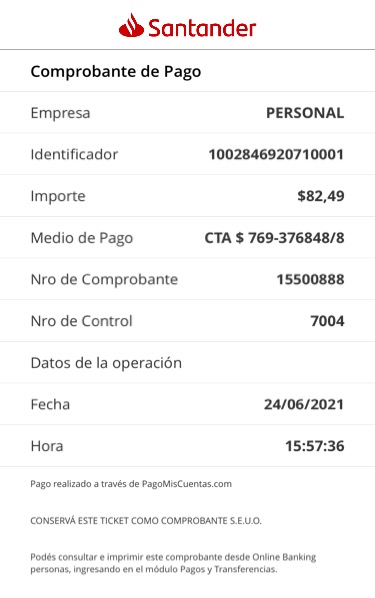 Santander
Comprobante de Pago
Empresa PERSONAL
Identificador 1002846920710001
Importe $82,49
Medio de Pago CTA $ 769-376848/8
Nro de Comprobante 15500888
Nro de Control 7004
Datos de la operación
Fecha 24/06/2021
Hora 15:57:36
Pago realizado a través de PagoMisCuentas.com
CONSERVÁ ESTE TICKET COMO COMPROBANTE S.E.U.O.
Podés consultar e imprimir este comprobante desde Online Banking
personas, ingresando en el módulo Pagos y Transferencias.